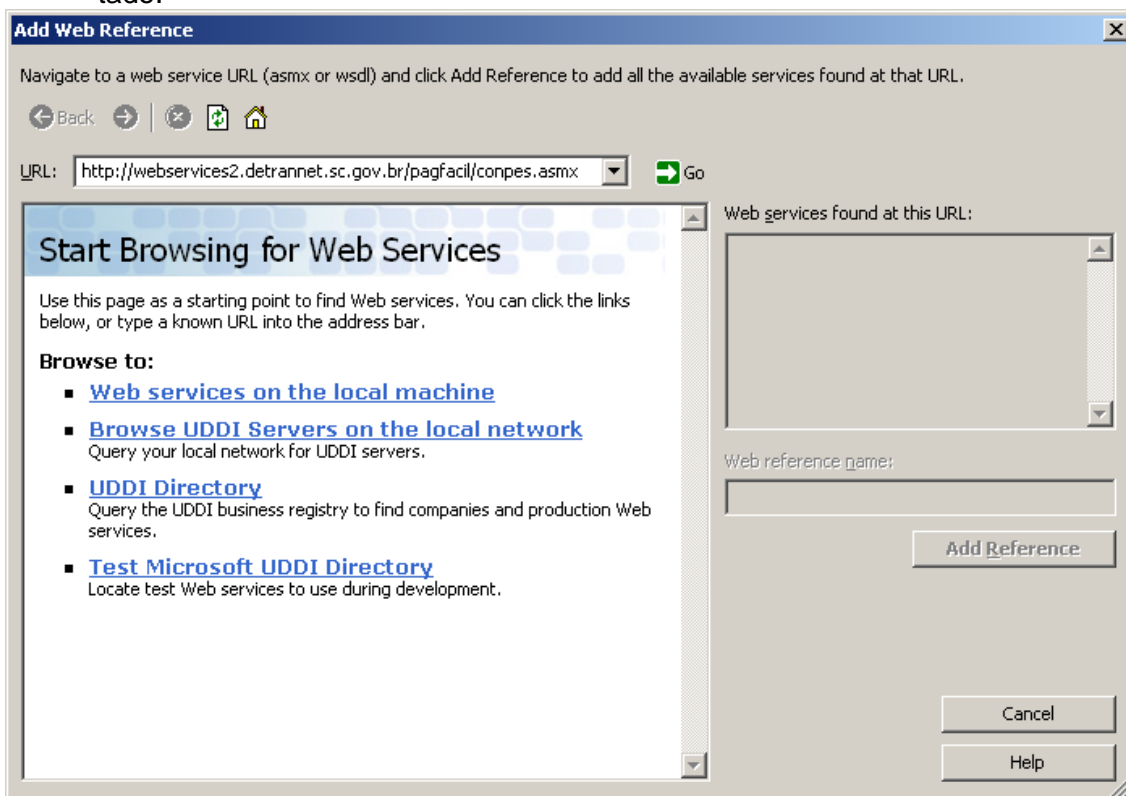 Add Web Reference
Navigate to a web service URL (asmx or wsdl) and click Add Reference to add all the available services found at that URL.
Back
URL: http://webservices2.detrannet.sc.gov.br/pagfacil/conpes.asmx Go
Start Browsing for Web Services
Use this page as a starting point to find Web services. You can click the links
below, or type a known URL into the address bar.
Browse to:
Web services on the local machine
Browse UDDI Servers on the local network
Query your local network for UDDI servers.
UDDI Directory
Query the UDDI business registry to find companies and production Web
services.
Test Microsoft UDDI Directory
Locate test Web services to use during development.
Web services found at this URL:
Web reference name:
Add Reference
Cancel
Help